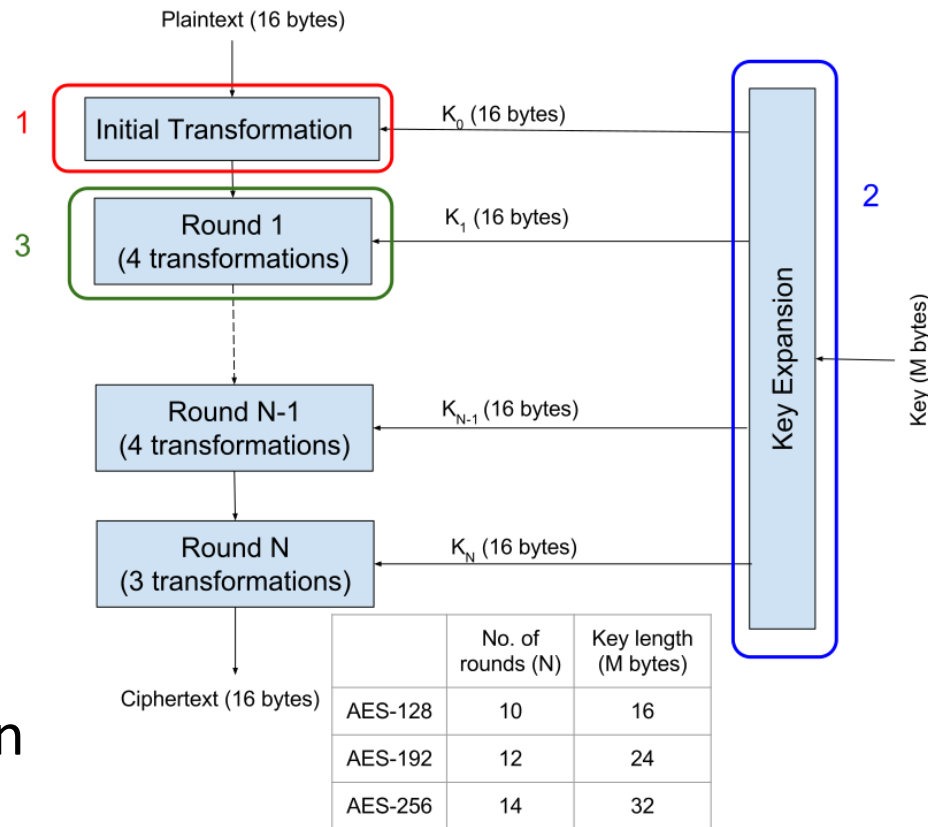 Plaintext (16 bytes)
1
Initial Transformation
K₀ (16 bytes)
2
3
Round 1
(4 transformations)
K₁ (16 bytes)
Key Expansion
Key (M bytes)
Round N-1
(4 transformations)
K_{N-1} (16 bytes)
Round N
(3 transformations)
K_N (16 bytes)
Ciphertext (16 bytes)
n
No. of
rounds (N)
Key length
(M bytes)
AES-128 10 16
AES-192 12 24
AES-256 14 32